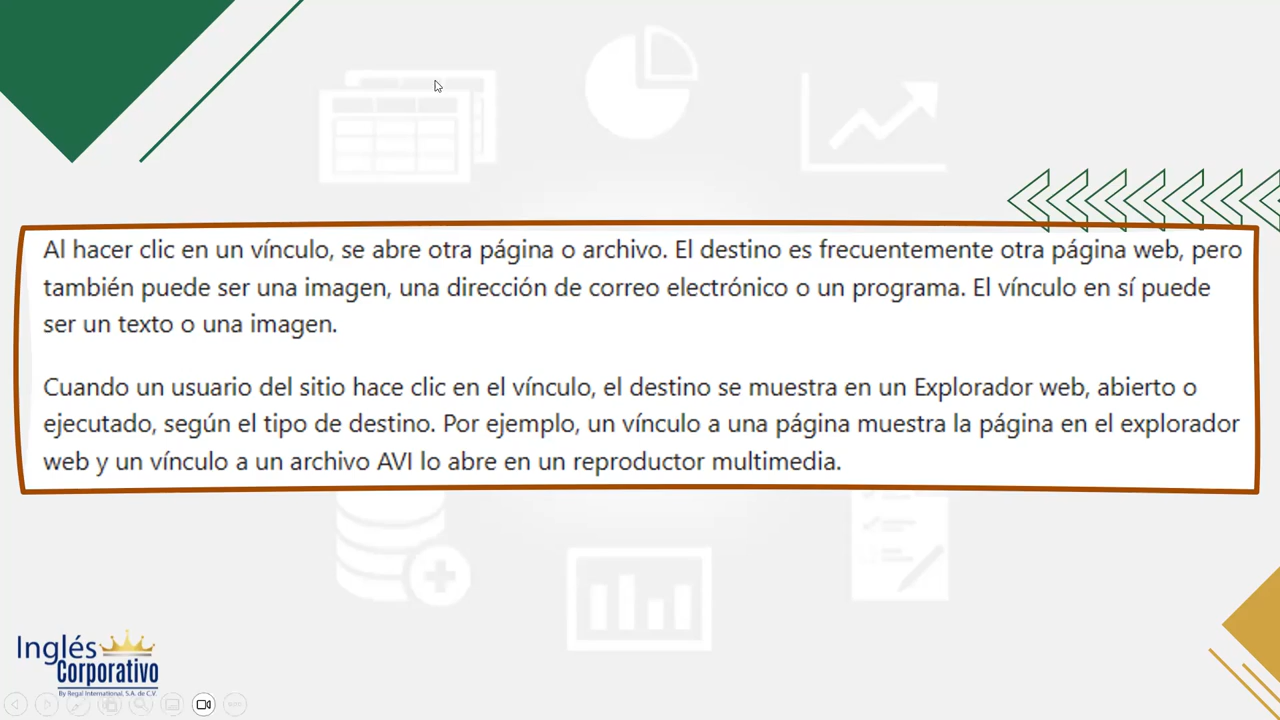 Al hacer clic en un vínculo, se abre otra página o archivo. El destino es frecuentemente otra página web, pero
también puede ser una imagen, una dirección de correo electrónico o un programa. El vínculo en sí puede
ser un texto o una imagen.
Cuando un usuario del sitio hace clic en el vínculo, el destino se muestra en un Explorador web, abierto o
ejecutado, según el tipo de destino. Por ejemplo, un vínculo a una página muestra la página en el explorador
web y un vínculo a un archivo AVI lo abre en un reproductor multimedia.
Inglés
Corporativo
By Regal International, S.A. de C.V.